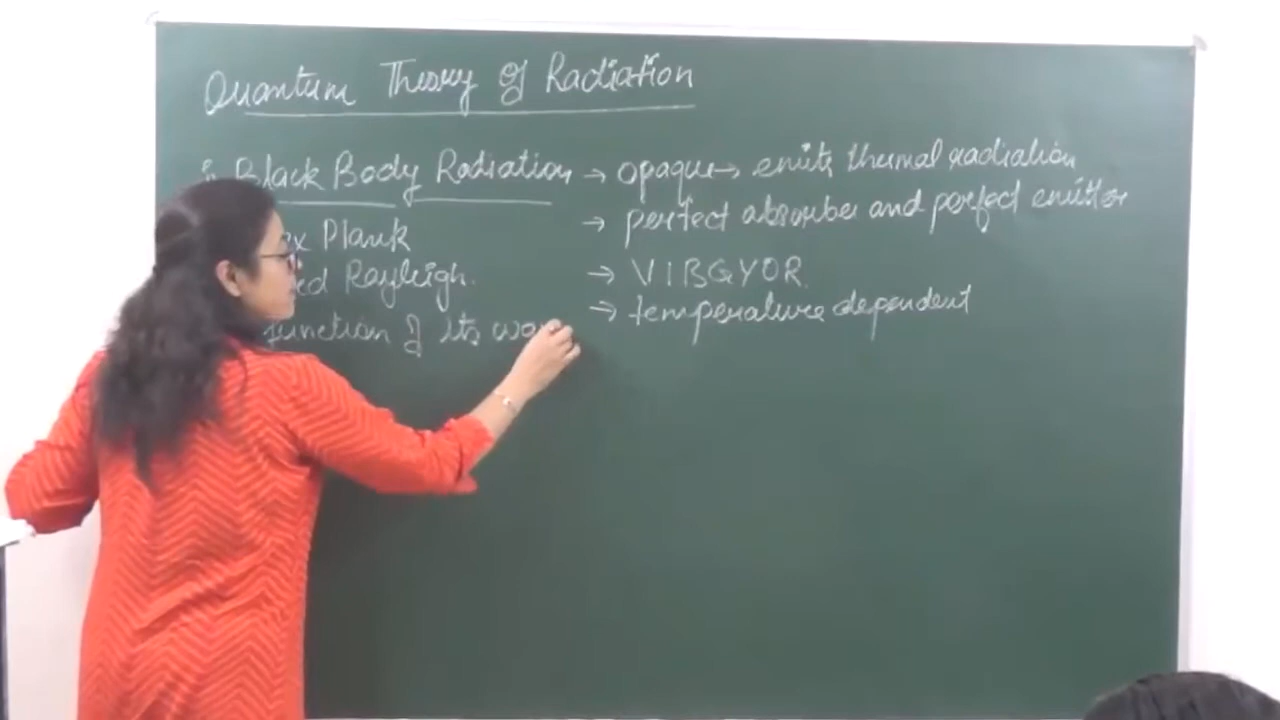 Quantum Theory of Radiation
Black Body Radiation → opaque → emits thermal radiation
→ perfect absorber and perfect emitter
Plank
Rayleigh.
→ VIBGYOR
→ temperature dependent
function of its